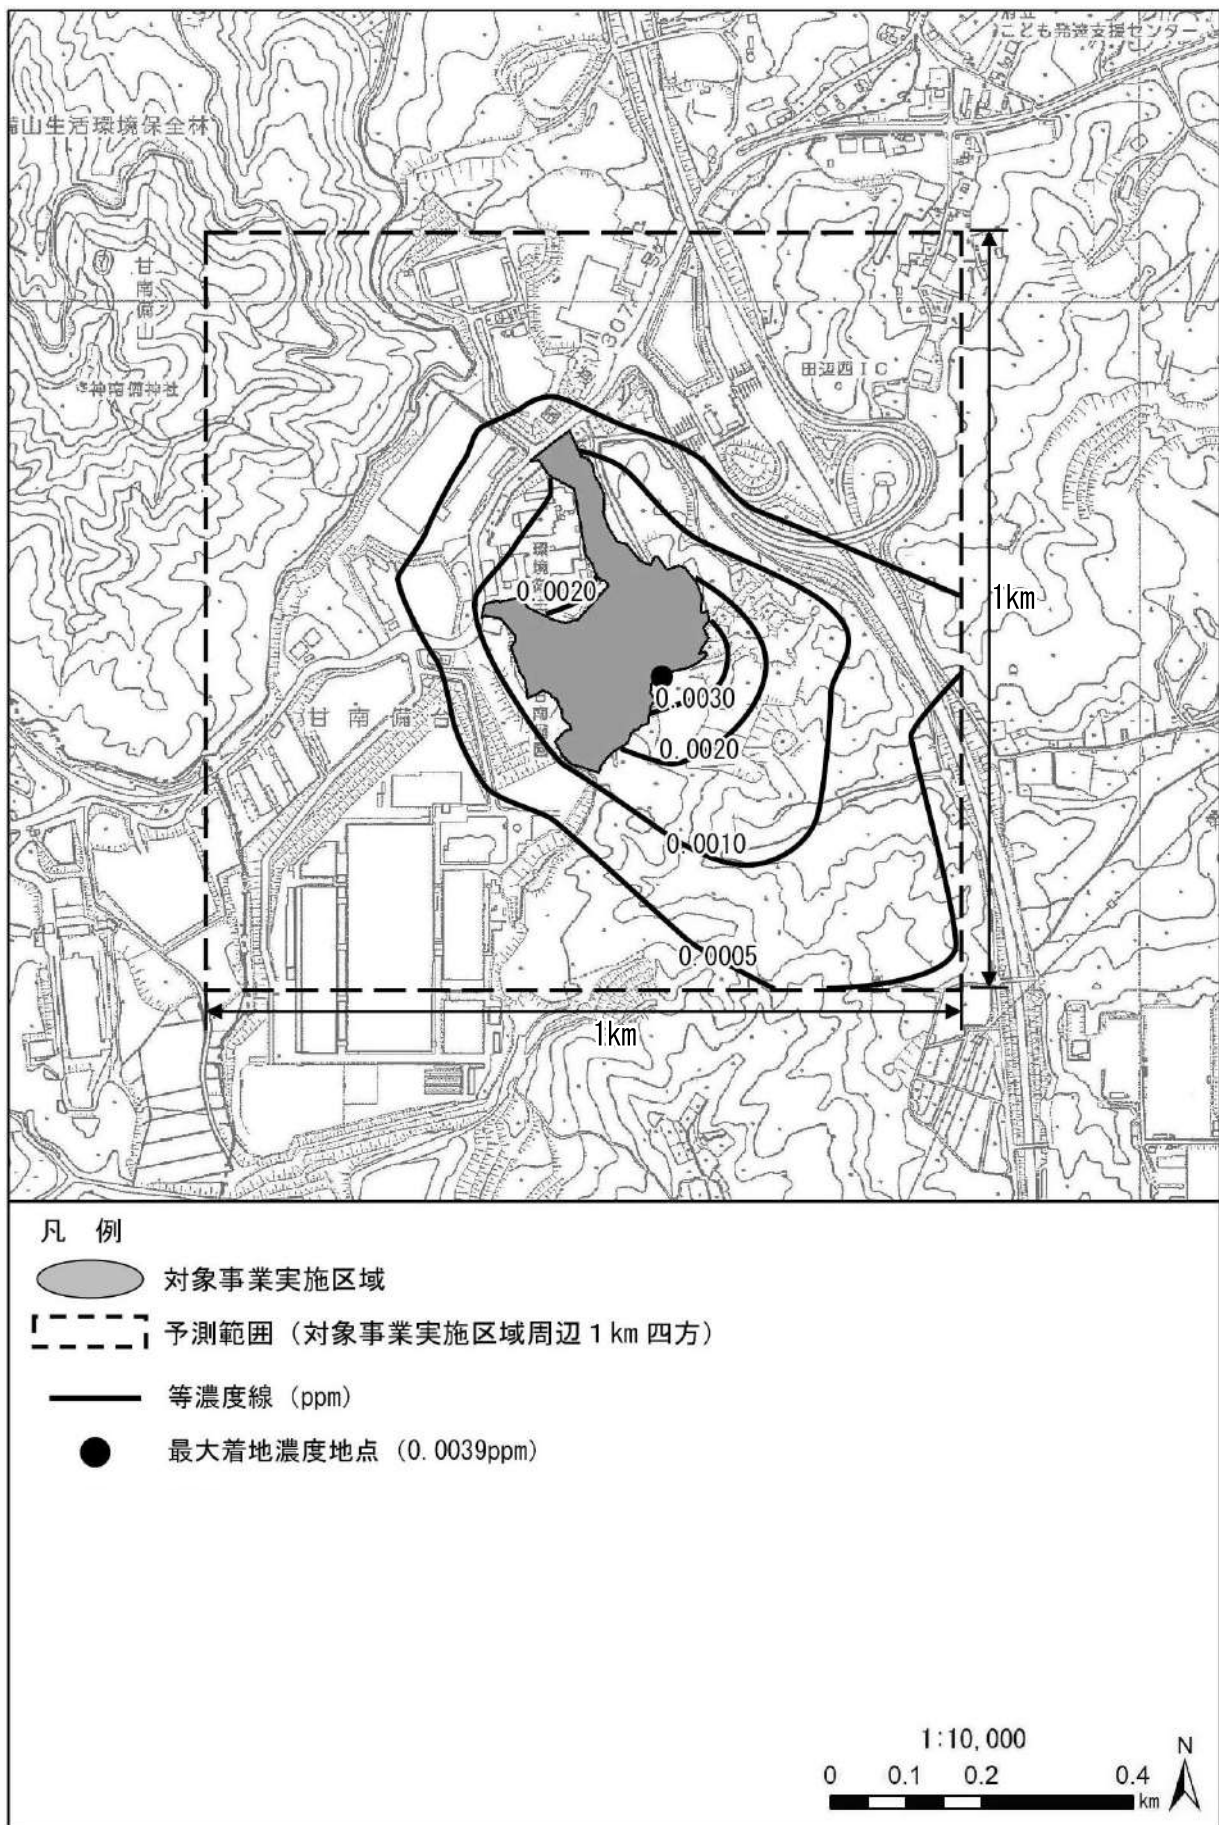 こども発達支援センター
備山生活環境保全林
甘南備山
307
神南備神社
田辺西IC
1km
0.0020
0.0030
甘南備台
0.0020
0.0010
0.0005
1km
凡 例
対象事業実施区域
予測範囲（対象事業実施区域周辺１km 四方）
等濃度線（ppm）
最大着地濃度地点（0.0039ppm）
1:10,000
N
0 0.1 0.2 0.4
km